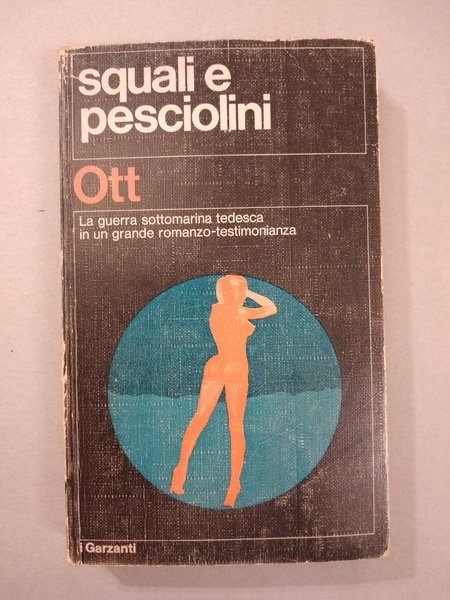 squali e
pesciolini
Ott
La guerra sottomarina tedesca
in un grande romanzo-testimonianza
i Garzanti